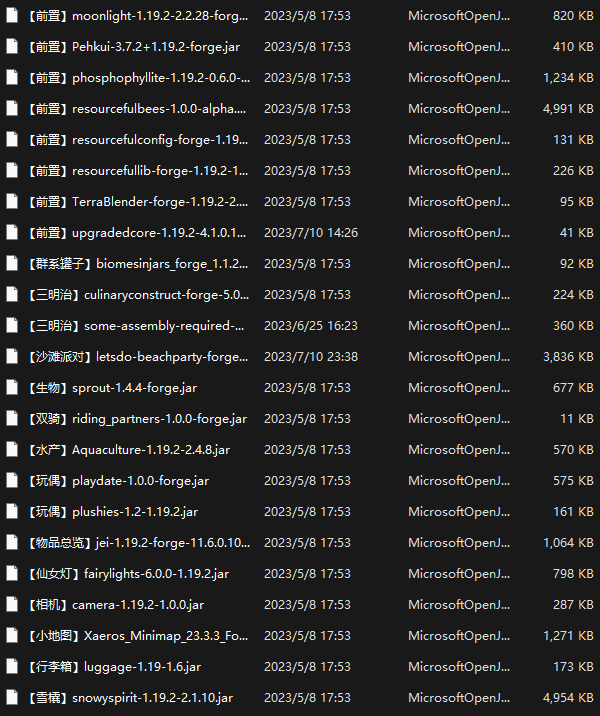 【前置】moonlight-1.19.2-2.2.28-forg... 2023/5/8 17:53 MicrosoftOpenJ... 820 KB
【前置】Pehkui-3.7.2+1.19.2-forge.jar 2023/5/8 17:53 MicrosoftOpenJ... 410 KB
【前置】phosphophyllite-1.19.2-0.6.0-... 2023/5/8 17:53 MicrosoftOpenJ... 1,234 KB
【前置】resourcefulbees-1.0.0-alpha.... 2023/5/8 17:53 MicrosoftOpenJ... 4,991 KB
【前置】resourcefulconfig-forge-1.19... 2023/5/8 17:53 MicrosoftOpenJ... 131 KB
【前置】resourcefullib-forge-1.19.2-1... 2023/5/8 17:53 MicrosoftOpenJ... 226 KB
【前置】TerraBlender-forge-1.19.2-2.... 2023/5/8 17:53 MicrosoftOpenJ... 95 KB
【前置】upgradedcore-1.19.2-4.1.0.1... 2023/7/10 14:26 MicrosoftOpenJ... 41 KB
【群系罐子】biomesinjars_forge_1.1.2... 2023/5/8 17:53 MicrosoftOpenJ... 92 KB
【三明治】culinaryconstruct-forge-5.0... 2023/5/8 17:53 MicrosoftOpenJ... 224 KB
【三明治】some-assembly-required-... 2023/6/25 16:23 MicrosoftOpenJ... 360 KB
【沙滩派对】letsdo-beachparty-forge... 2023/7/10 23:38 MicrosoftOpenJ... 3,836 KB
【生物】sprout-1.4.4-forge.jar 2023/5/8 17:53 MicrosoftOpenJ... 677 KB
【双骑】riding_partners-1.0.0-forge.jar 2023/5/8 17:53 MicrosoftOpenJ... 11 KB
【水产】Aquaculture-1.19.2-2.4.8.jar 2023/5/8 17:53 MicrosoftOpenJ... 570 KB
【玩偶】playdate-1.0.0-forge.jar 2023/5/8 17:53 MicrosoftOpenJ... 575 KB
【玩偶】plushies-1.2-1.19.2.jar 2023/5/8 17:53 MicrosoftOpenJ... 161 KB
【物品总览】jei-1.19.2-forge-11.6.0.10... 2023/5/8 17:53 MicrosoftOpenJ... 1,064 KB
【仙女灯】fairylights-6.0.0-1.19.2.jar 2023/5/8 17:53 MicrosoftOpenJ... 798 KB
【相机】camera-1.19.2-1.0.0.jar 2023/5/8 17:53 MicrosoftOpenJ... 287 KB
【小地图】Xaeros_Minimap_23.3.3_Fo... 2023/5/8 17:53 MicrosoftOpenJ... 1,271 KB
【行李箱】luggage-1.19-1.6.jar 2023/5/8 17:53 MicrosoftOpenJ... 173 KB
【雪橇】snowyspirit-1.19.2-2.1.10.jar 2023/5/8 17:53 MicrosoftOpenJ... 4,954 KB